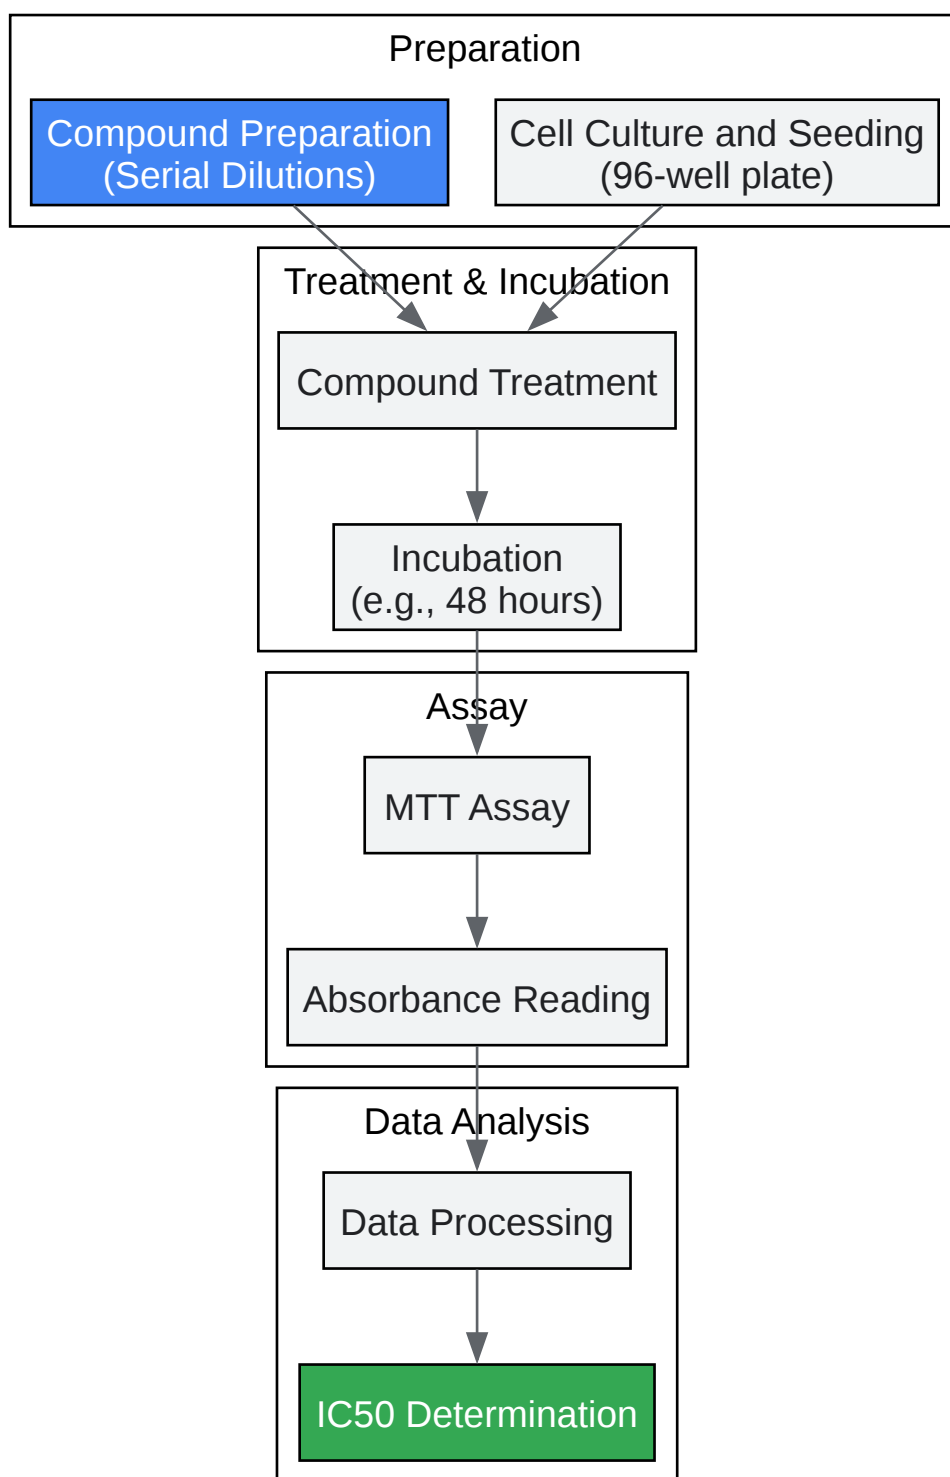 Preparation
Compound Preparation
(Serial Dilutions)
Cell Culture and Seeding
(96-well plate)
Treatment & Incubation
Compound Treatment
Incubation
(e.g., 48 hours)
Assay
MTT Assay
Absorbance Reading
Data Analysis
Data Processing
IC50 Determination